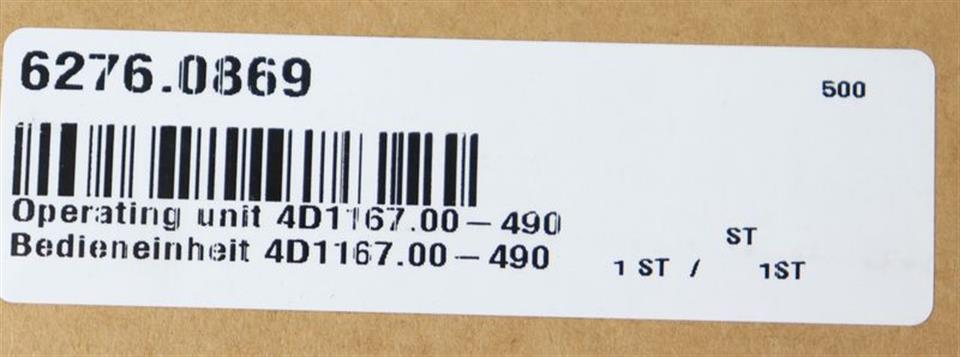 6276.0869
500
Operating unit 4D1167.00-490
Bedieneinheit 4D1167.00-490
ST
1 ST / 1ST